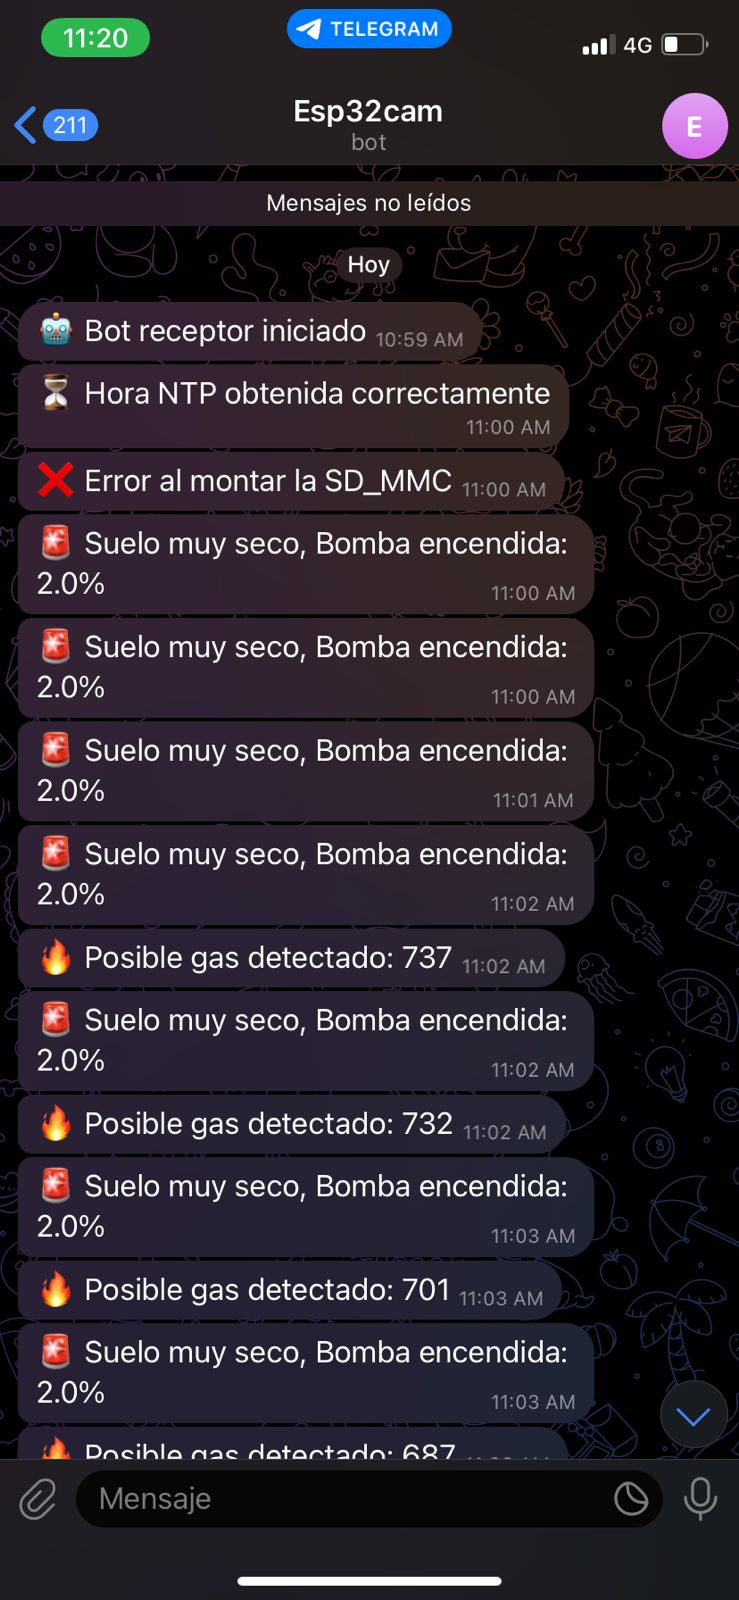 11:20
TELEGRAM
4G
211
Esp32cam
bot
E
Mensajes no leídos
Hoy
🤖 Bot receptor iniciado 10:59 AM
⏳ Hora NTP obtenida correctamente
11:00 AM
❌ Error al montar la SD_MMC 11:00 AM
🚨 Suelo muy seco, Bomba encendida:
2.0% 11:00 AM
🚨 Suelo muy seco, Bomba encendida:
2.0% 11:00 AM
🚨 Suelo muy seco, Bomba encendida:
2.0% 11:01 AM
🚨 Suelo muy seco, Bomba encendida:
2.0% 11:02 AM
🔥 Posible gas detectado: 737 11:02 AM
🚨 Suelo muy seco, Bomba encendida:
2.0% 11:02 AM
🔥 Posible gas detectado: 732 11:02 AM
🚨 Suelo muy seco, Bomba encendida:
2.0% 11:03 AM
🔥 Posible gas detectado: 701 11:03 AM
🚨 Suelo muy seco, Bomba encendida:
2.0% 11:03 AM
🔥 Posible gas detectado: 687
Mensaje